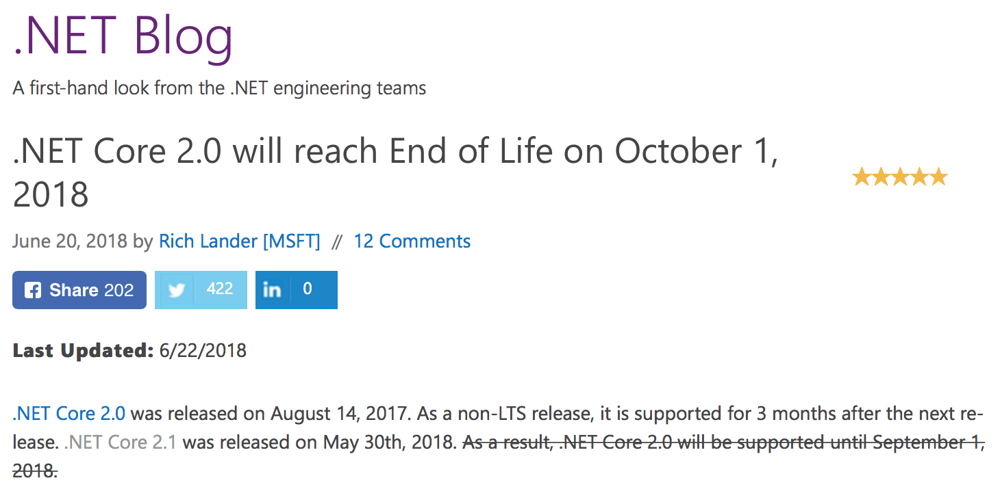 .NET Blog
A first-hand look from the .NET engineering teams
.NET Core 2.0 will reach End of Life on October 1,
2018
June 20, 2018 by Rich Lander [MSFT] // 12 Comments
Share 202 422 in 0
Last Updated: 6/22/2018
.NET Core 2.0 was released on August 14, 2017. As a non-LTS release, it is supported for 3 months after the next re-
lease. .NET Core 2.1 was released on May 30th, 2018. As a result, .NET Core 2.0 will be supported until September 1,
2018.